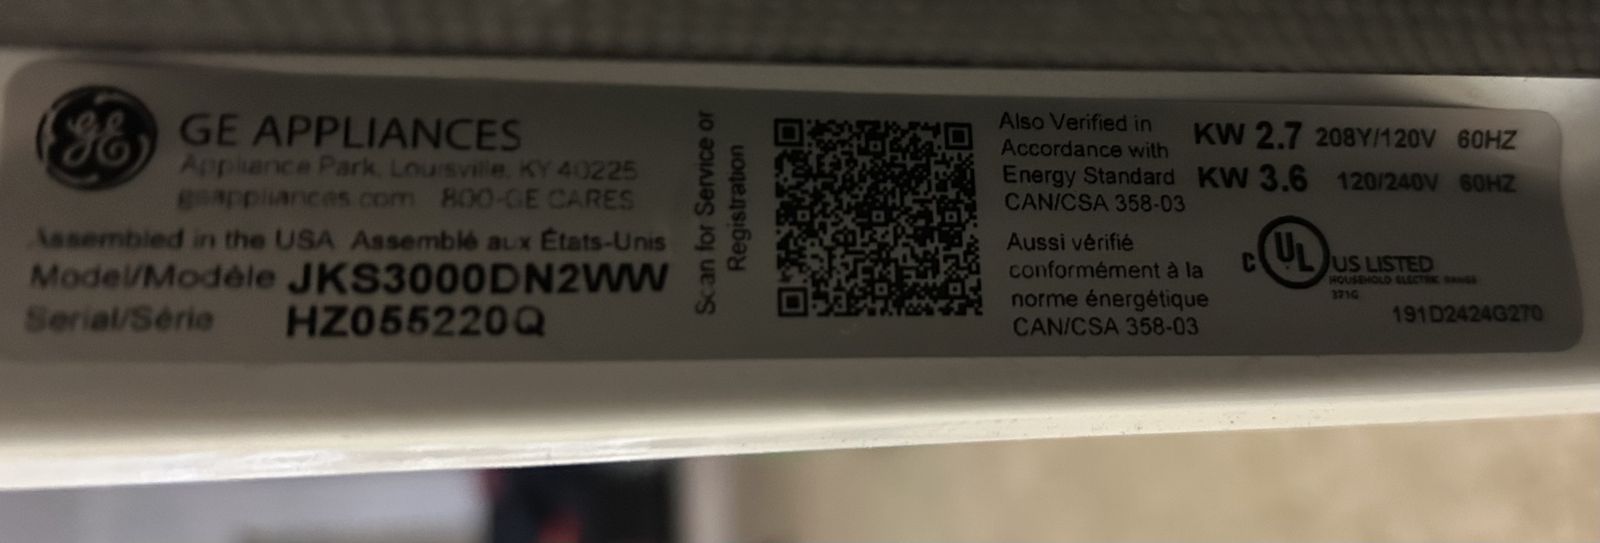 GE
GE APPLIANCES
Appliance Park, Louisville, KY 40225
geappliances.com 800-GE CARES
Assembled in the USA Assemblé aux États-Unis
Model/Modèle JKS3000DN2WW
Serial/Série HZ055220Q
Scan for Service or
Registration
Also Verified in
Accordance with
Energy Standard
CAN/CSA 358-03
Aussi vérifié
conformément à la
norme énergétique
CAN/CSA 358-03
KW 2.7 208Y/120V 60HZ
KW 3.6 120/240V 60HZ
C UL US LISTED
HOUSEHOLD ELECTRIC RANGE
371G
191D2424G270